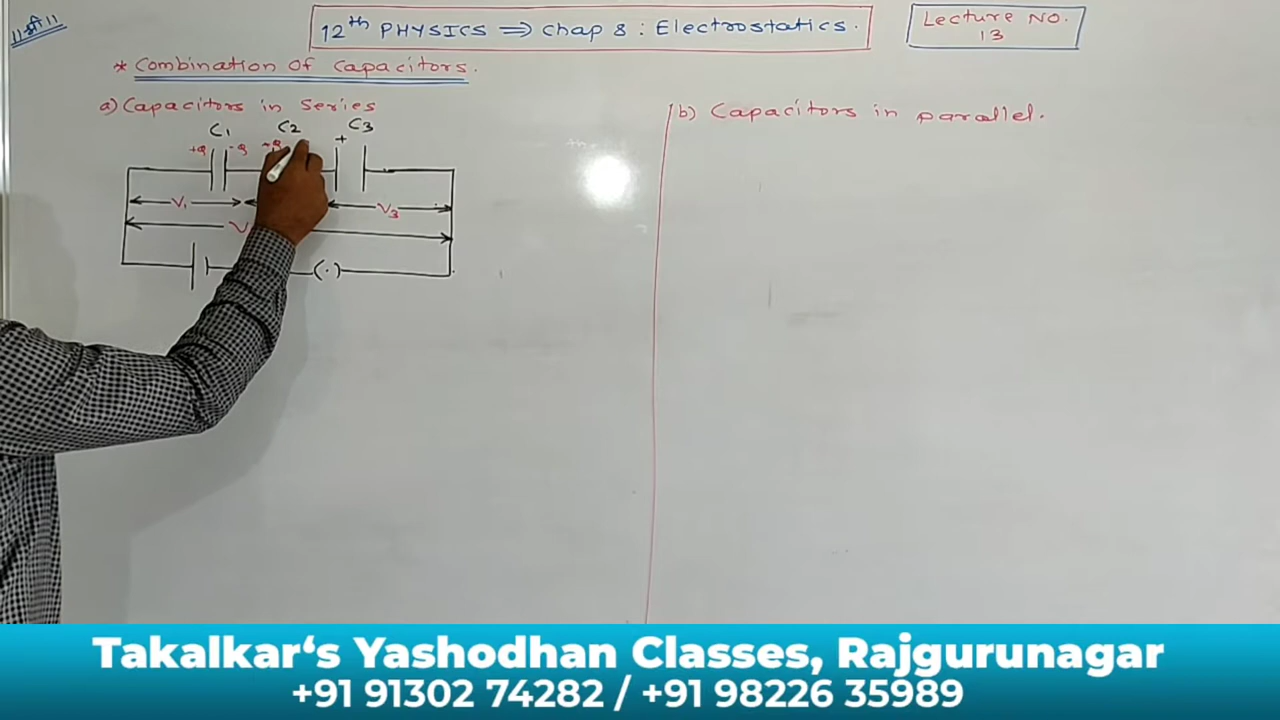 ॥श्री॥
12th PHYSICS ⇒ Chap 8 : Electrostatics.
Lecture NO. 13
* Combination Of Capacitors.
a) Capacitors in Series
b) Capacitors in parallel.
C1 C2 C3
+Q -Q +
V1 V3
V
(·)
Takalkar‘s Yashodhan Classes, Rajgurunagar
+91 91302 74282 / +91 98226 35989